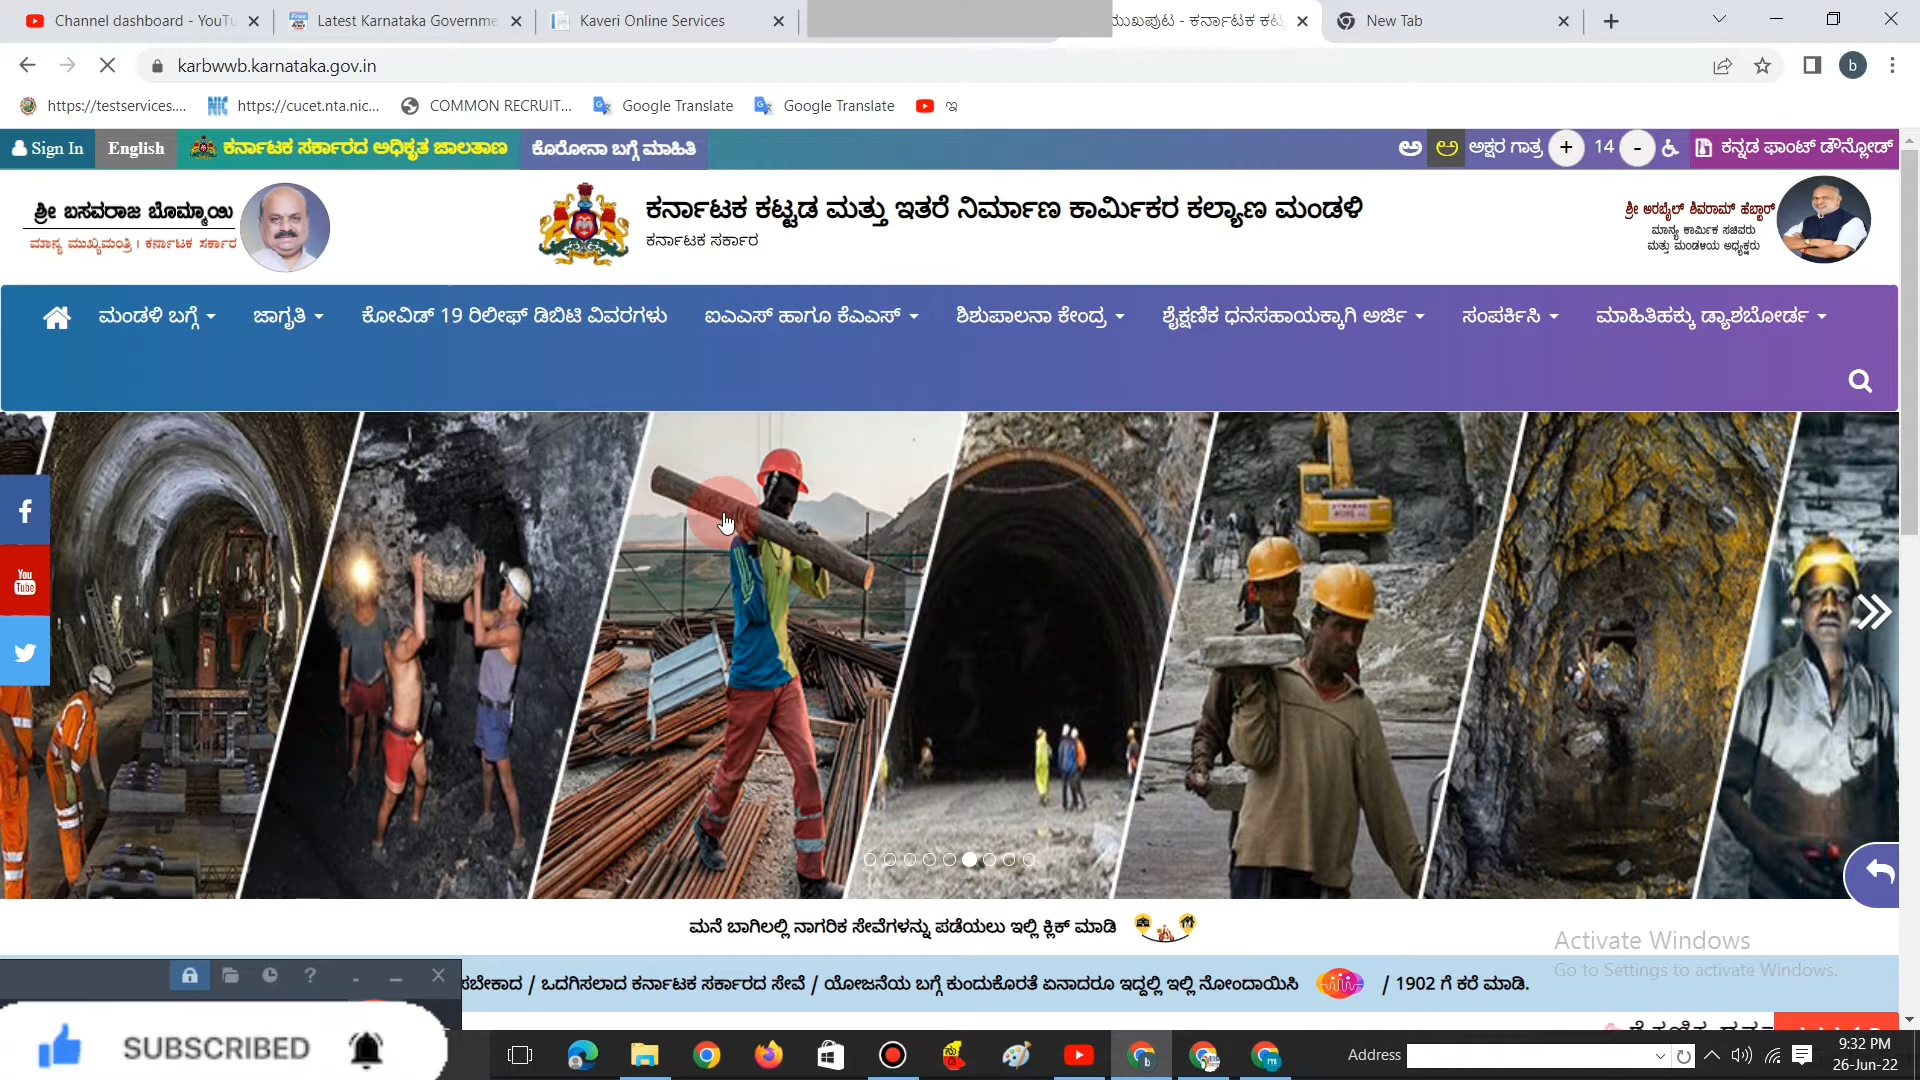 Channel dashboard - YouTu
Latest Karnataka Governme
Kaveri Online Services
ಮುಖಪುಟ - ಕರ್ನಾಟಕ ಕಟ್ಟ
New Tab
karbwwb.karnataka.gov.in
b
https://testservices....
NIC
https://cucet.nta.nic...
COMMON RECRUIT...
Google Translate
Google Translate
Sign In
English
ಕರ್ನಾಟಕ ಸರ್ಕಾರದ ಅಧಿಕೃತ ಜಾಲತಾಣ
ಕೊರೋನಾ ಬಗ್ಗೆ ಮಾಹಿತಿ
ಅ
ಅ
ಅಕ್ಷರ ಗಾತ್ರ
+
14
-
ಕನ್ನಡ ಫಾಂಟ್ ಡೌನ್ಲೋಡ್
ಶ್ರೀ ಬಸವರಾಜ ಬೊಮ್ಮಾಯಿ
ಮಾನ್ಯ ಮುಖ್ಯಮಂತ್ರಿ । ಕರ್ನಾಟಕ ಸರ್ಕಾರ
ಕರ್ನಾಟಕ ಕಟ್ಟಡ ಮತ್ತು ಇತರೆ ನಿರ್ಮಾಣ ಕಾರ್ಮಿಕರ ಕಲ್ಯಾಣ ಮಂಡಳಿ
ಕರ್ನಾಟಕ ಸರ್ಕಾರ
ಶ್ರೀ ಅರಬೈಲ್ ಶಿವರಾಮ್ ಹೆಬ್ಬಾರ್
ಮಾನ್ಯ ಕಾರ್ಮಿಕ ಸಚಿವರು
ಮತ್ತು ಮಂಡಳಿಯ ಅಧ್ಯಕ್ಷರು
ಮಂಡಳಿ ಬಗ್ಗೆ
ಜಾಗೃತಿ
ಕೋವಿಡ್ 19 ರಿಲೀಫ್ ಡಿಬಿಟಿ ವಿವರಗಳು
ಐಎಎಸ್ ಹಾಗೂ ಕೆಎಎಸ್
ಶಿಶುಪಾಲನಾ ಕೇಂದ್ರ
ಶೈಕ್ಷಣಿಕ ಧನಸಹಾಯಕ್ಕಾಗಿ ಅರ್ಜಿ
ಸಂಪರ್ಕಿಸಿ
ಮಾಹಿತಿಹಕ್ಕು ಡ್ಯಾಶಬೋರ್ಡ
You
Tube
ಮನೆ ಬಾಗಿಲಲ್ಲಿ ನಾಗರಿಕ ಸೇವೆಗಳನ್ನು ಪಡೆಯಲು ಇಲ್ಲಿ ಕ್ಲಿಕ್ ಮಾಡಿ
Activate Windows
Go to Settings to activate Windows.
ಸಬೇಕಾದ / ಒದಗಿಸಲಾದ ಕರ್ನಾಟಕ ಸರ್ಕಾರದ ಸೇವೆ / ಯೋಜನೆಯ ಬಗ್ಗೆ ಕುಂದುಕೊರತೆ ಏನಾದರೂ ಇದ್ದಲ್ಲಿ ಇಲ್ಲಿ ನೋಂದಾಯಿಸಿ / 1902 ಗೆ ಕರೆ ಮಾಡಿ.
SUBSCRIBED
Address
9:32 PM
26-Jun-22